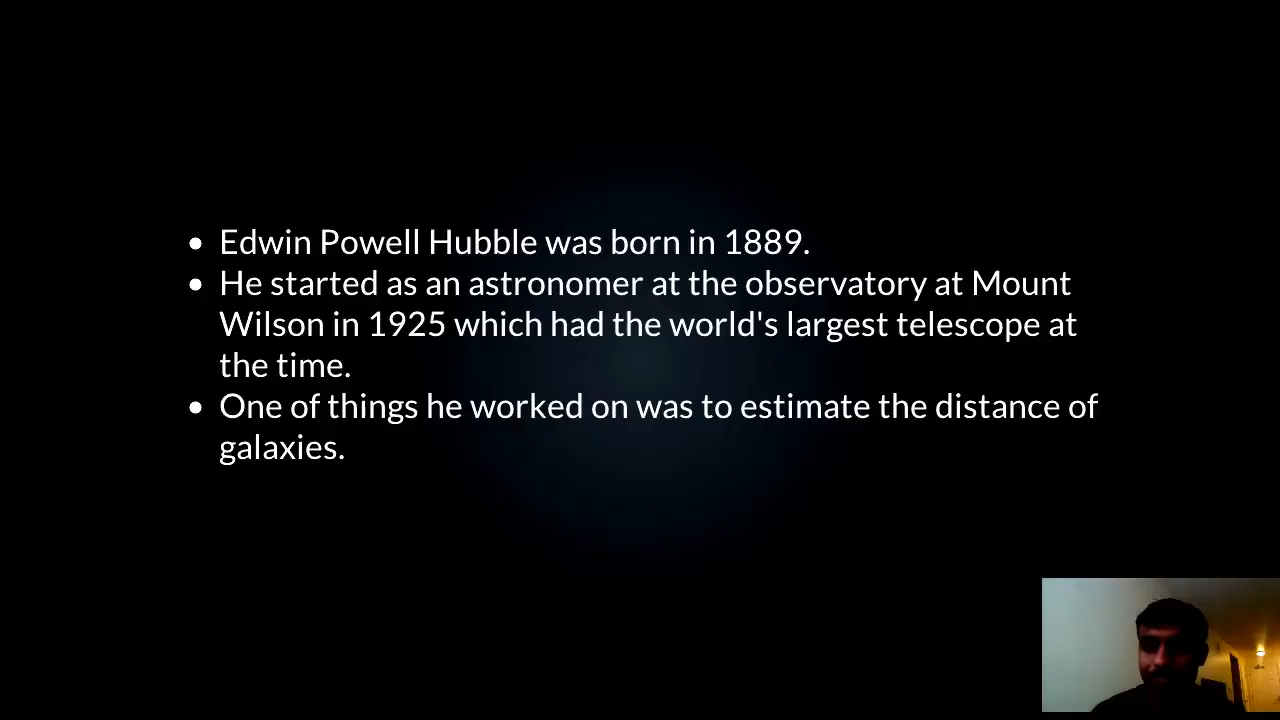 • Edwin Powell Hubble was born in 1889.
• He started as an astronomer at the observatory at Mount
Wilson in 1925 which had the world's largest telescope at
the time.
• One of things he worked on was to estimate the distance of
galaxies.